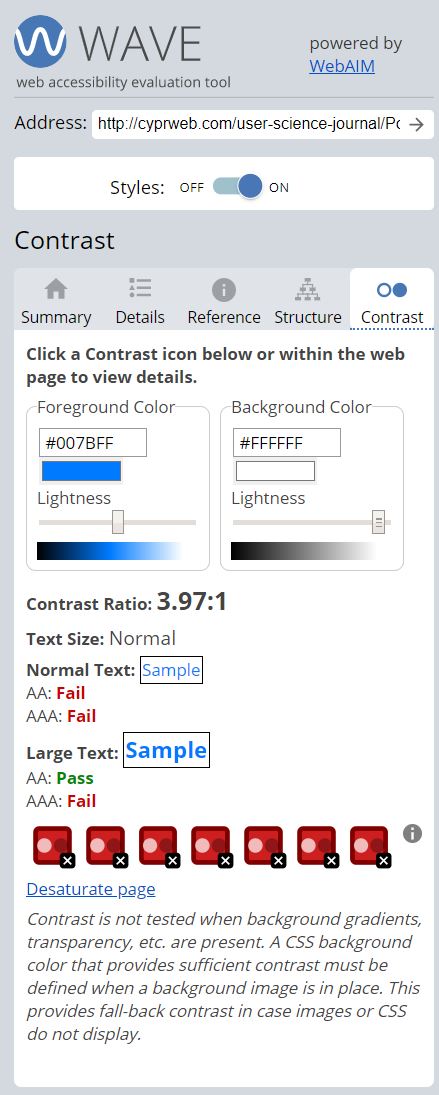 WAVE
web accessibility evaluation tool
powered by
WebAIM
Address: http://cyprweb.com/user-science-journal/Po
Styles: OFF ON
Contrast
Summary Details Reference Structure Contrast
Click a Contrast icon below or within the web
page to view details.
Foreground Color Background Color
#007BFF #FFFFFF
Lightness Lightness
Contrast Ratio: 3.97:1
Text Size: Normal
Normal Text: Sample
AA: Fail
AAA: Fail
Large Text: Sample
AA: Pass
AAA: Fail
Desaturate page
Contrast is not tested when background gradients,
transparency, etc. are present. A CSS background
color that provides sufficient contrast must be
defined when a background image is in place. This
provides fall-back contrast in case images or CSS
do not display.